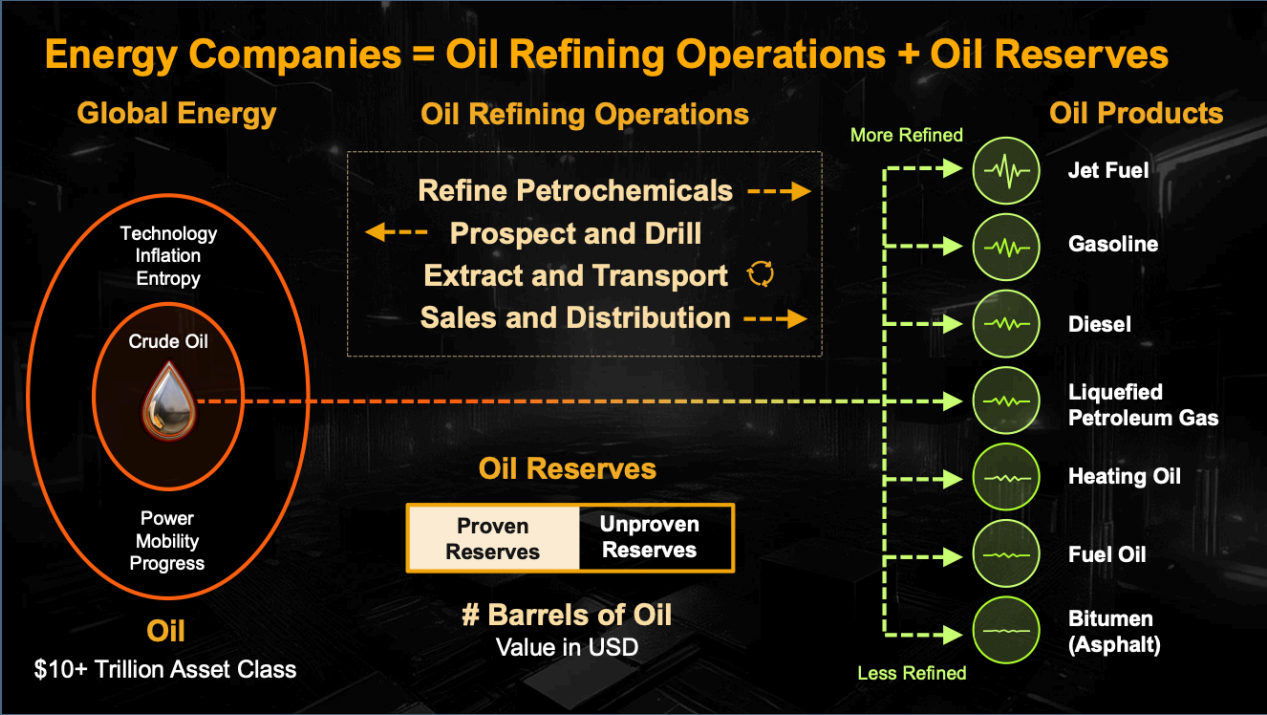 Energy Companies = Oil Refining Operations + Oil Reserves
Global Energy
Technology
Inflation
Entropy
Crude Oil
Power
Mobility
Progress
Oil
$10+ Trillion Asset Class
Oil Refining Operations
Refine Petrochemicals
Prospect and Drill
Extract and Transport
Sales and Distribution
Oil Reserves
Proven
Reserves
Unproven
Reserves
# Barrels of Oil
Value in USD
Oil Products
More Refined
Jet Fuel
Gasoline
Diesel
Liquefied
Petroleum Gas
Heating Oil
Fuel Oil
Bitumen
(Asphalt)
Less Refined